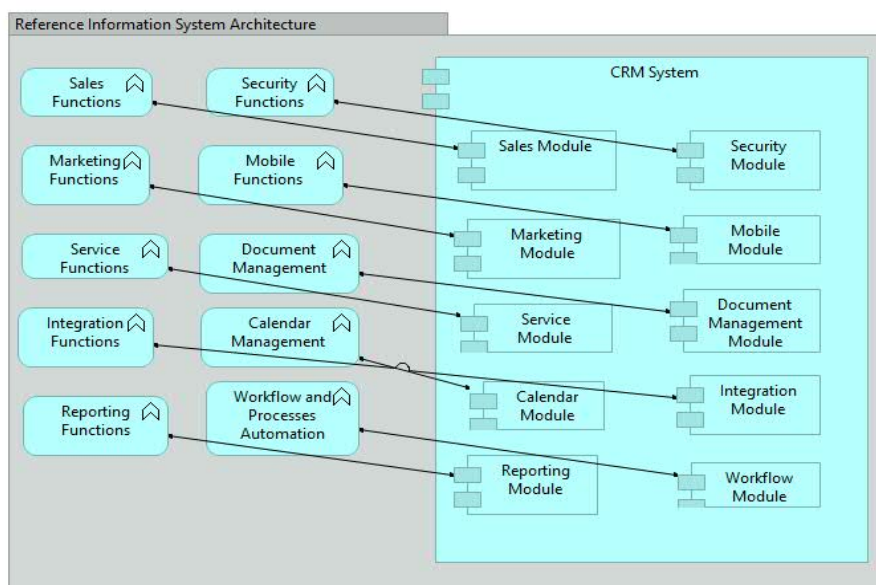 Reference Information System Architecture
Sales
Functions
Security
Functions
Marketing
Functions
Mobile
Functions
Service
Functions
Document
Management
Integration
Functions
Calendar
Management
Reporting
Functions
Workflow and
Processes
Automation
CRM System
Sales Module
Security
Module
Marketing
Module
Mobile
Module
Service
Module
Document
Management
Module
Calendar
Module
Integration
Module
Reporting
Module
Workflow
Module